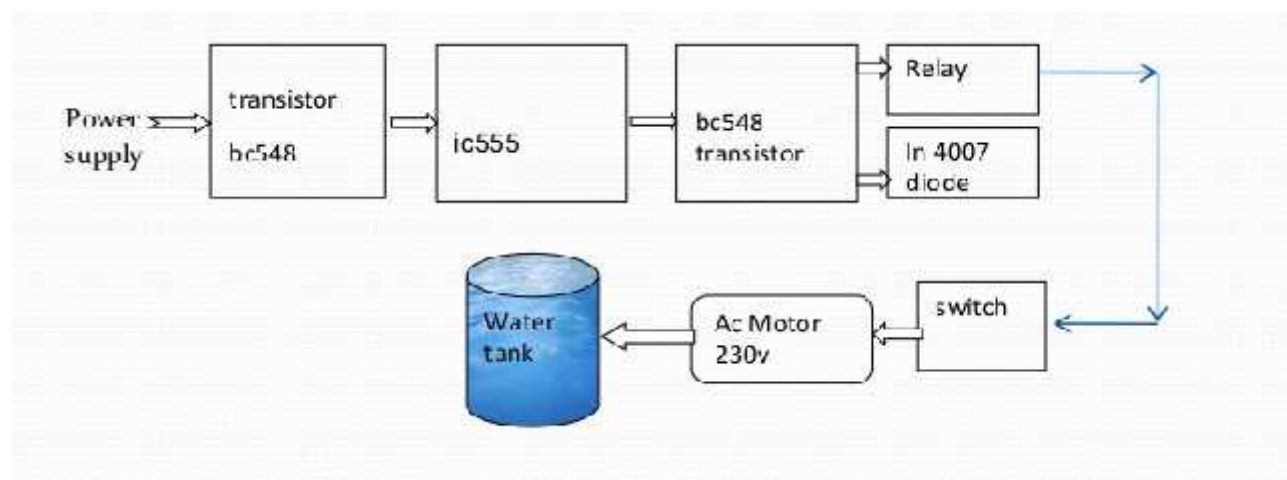 Power
supply
transistor
bc548
ic555
bc548
transistor
Relay
In 4007
diode
switch
Ac Motor
230v
Water
tank